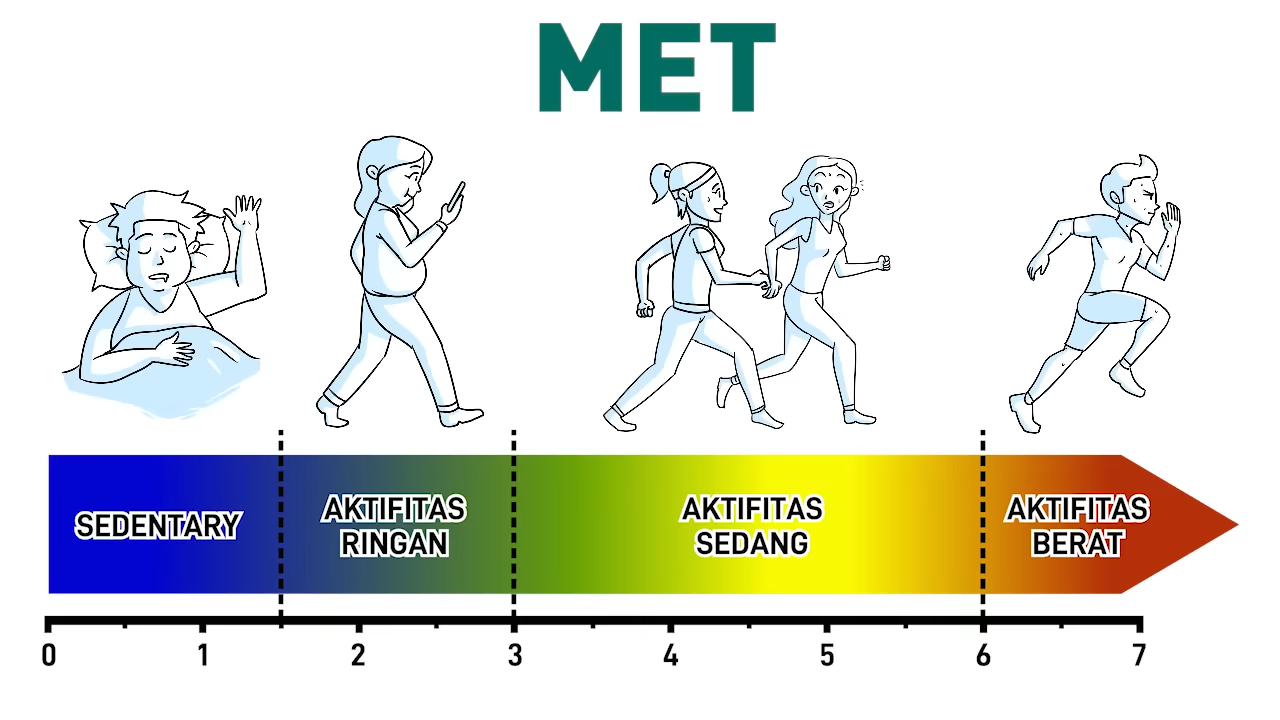 MET
SEDENTARY
AKTIFITAS
RINGAN
AKTIFITAS
SEDANG
AKTIFITAS
BERAT
0 1 2 3 4 5 6 7